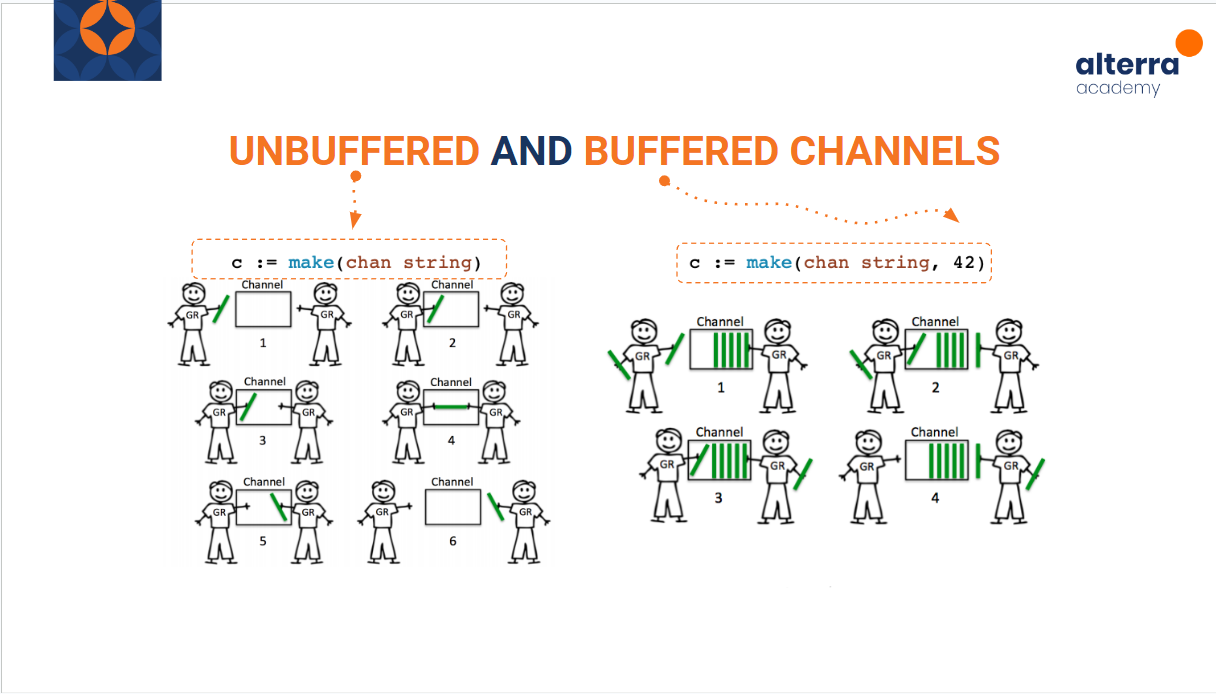 alterra
academy
UNBUFFERED AND BUFFERED CHANNELS
c := make(chan string)
Channel
GR
GR
1
Channel
GR
GR
2
Channel
GR
GR
3
Channel
GR
GR
4
Channel
GR
GR
5
Channel
GR
GR
6
c := make(chan string, 42)
Channel
GR
GR
1
Channel
GR
GR
2
Channel
GR
GR
3
Channel
GR
GR
4